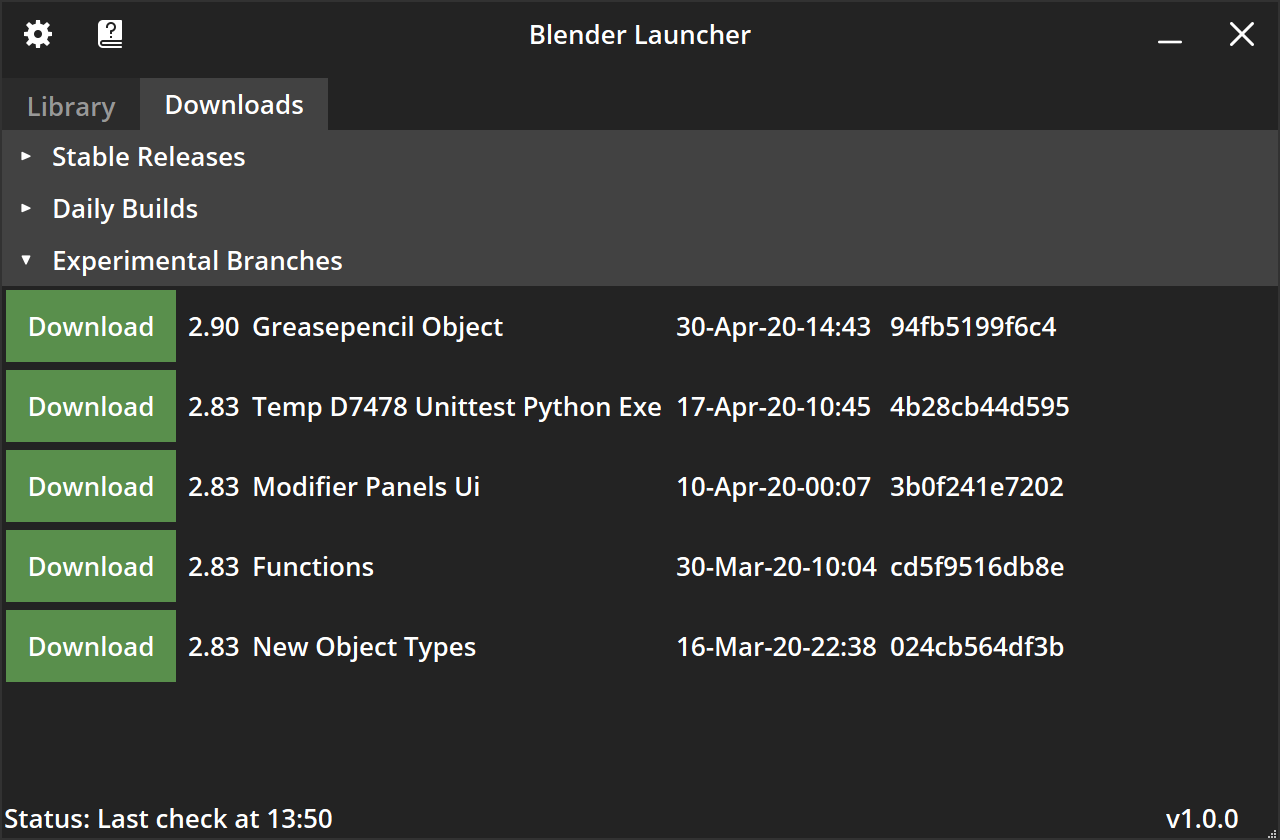 Blender Launcher
Library Downloads
Stable Releases
Daily Builds
Experimental Branches
Download 2.90 Greasepencil Object 30-Apr-20-14:43 94fb5199f6c4
Download 2.83 Temp D7478 Unittest Python Exe 17-Apr-20-10:45 4b28cb44d595
Download 2.83 Modifier Panels Ui 10-Apr-20-00:07 3b0f241e7202
Download 2.83 Functions 30-Mar-20-10:04 cd5f9516db8e
Download 2.83 New Object Types 16-Mar-20-22:38 024cb564df3b
Status: Last check at 13:50 v1.0.0